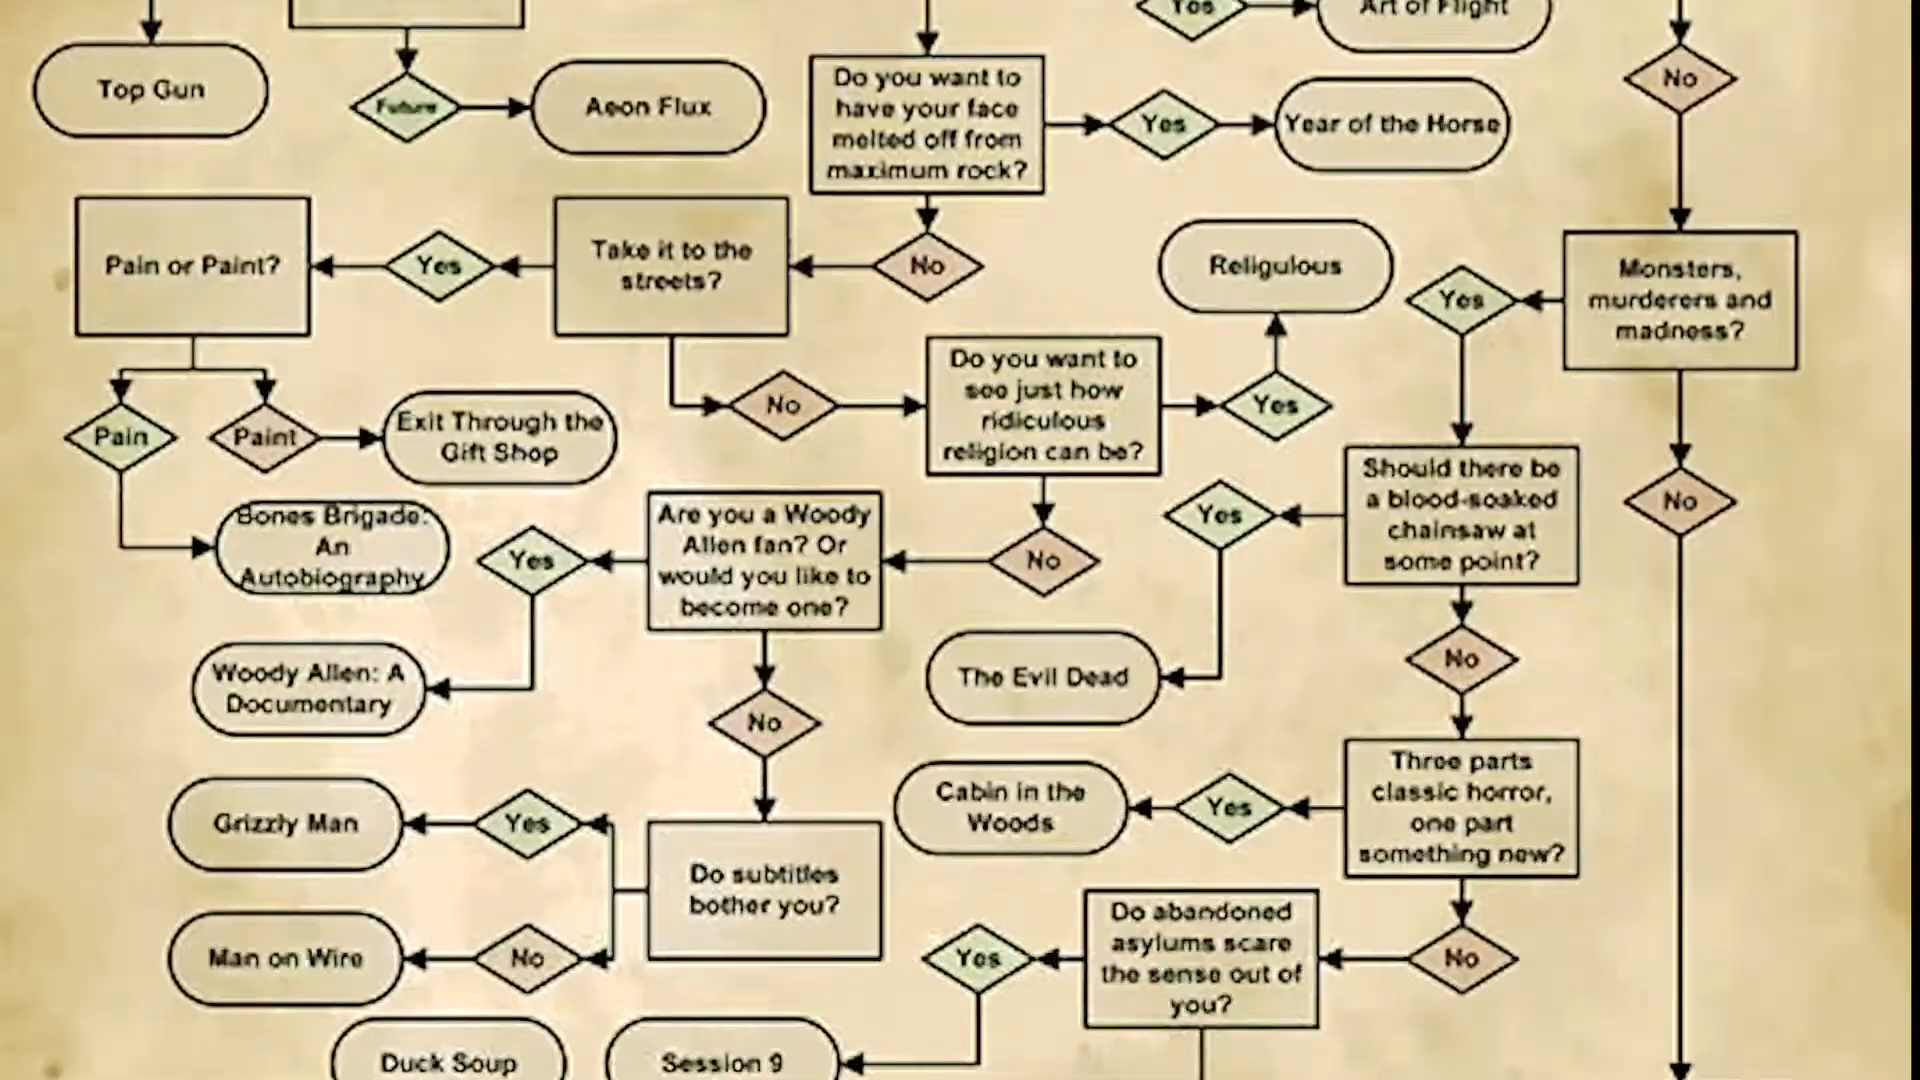 Yes
Art of Flight
Top Gun
Future
Aeon Flux
Do you want to
have your face
melted off from
maximum rock?
Yes
Year of the Horse
No
Pain or Paint?
Yes
Take it to the
streets?
No
Religulous
Yes
Monsters,
murderers and
madness?
Pain
Paint
Exit Through the
Gift Shop
No
Do you want to
see just how
ridiculous
religion can be?
Yes
Should there be
a blood-soaked
chainsaw at
some point?
Yes
No
Bones Brigade:
An
Autobiography
Yes
Are you a Woody
Allen fan? Or
would you like to
become one?
No
Woody Allen: A
Documentary
No
The Evil Dead
No
Grizzly Man
Yes
Do subtitles
bother you?
Cabin in the
Woods
Yes
Three parts
classic horror,
one part
something new?
Man on Wire
No
Yes
Do abandoned
asylums scare
the sense out of
you?
No
Duck Soup
Session 9